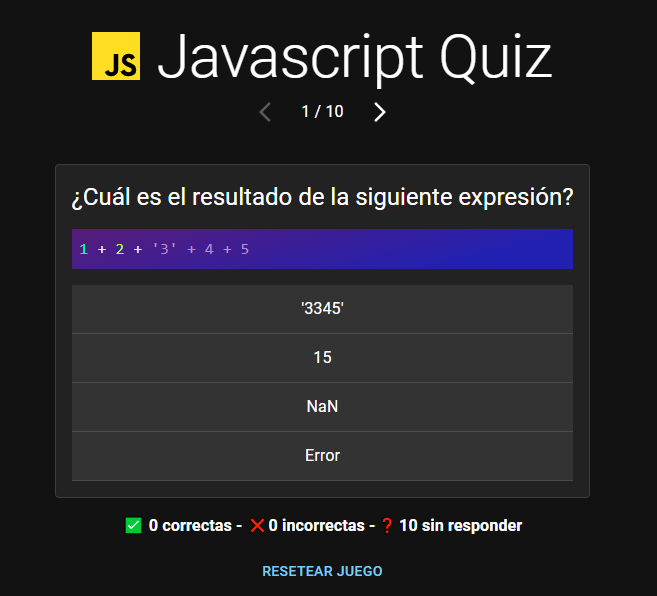 JS Javascript Quiz
1 / 10
¿Cuál es el resultado de la siguiente expresión?
1 + 2 + '3' + 4 + 5
'3345'
15
NaN
Error
✅ 0 correctas - ❌ 0 incorrectas - ❓ 10 sin responder
RESETEAR JUEGO